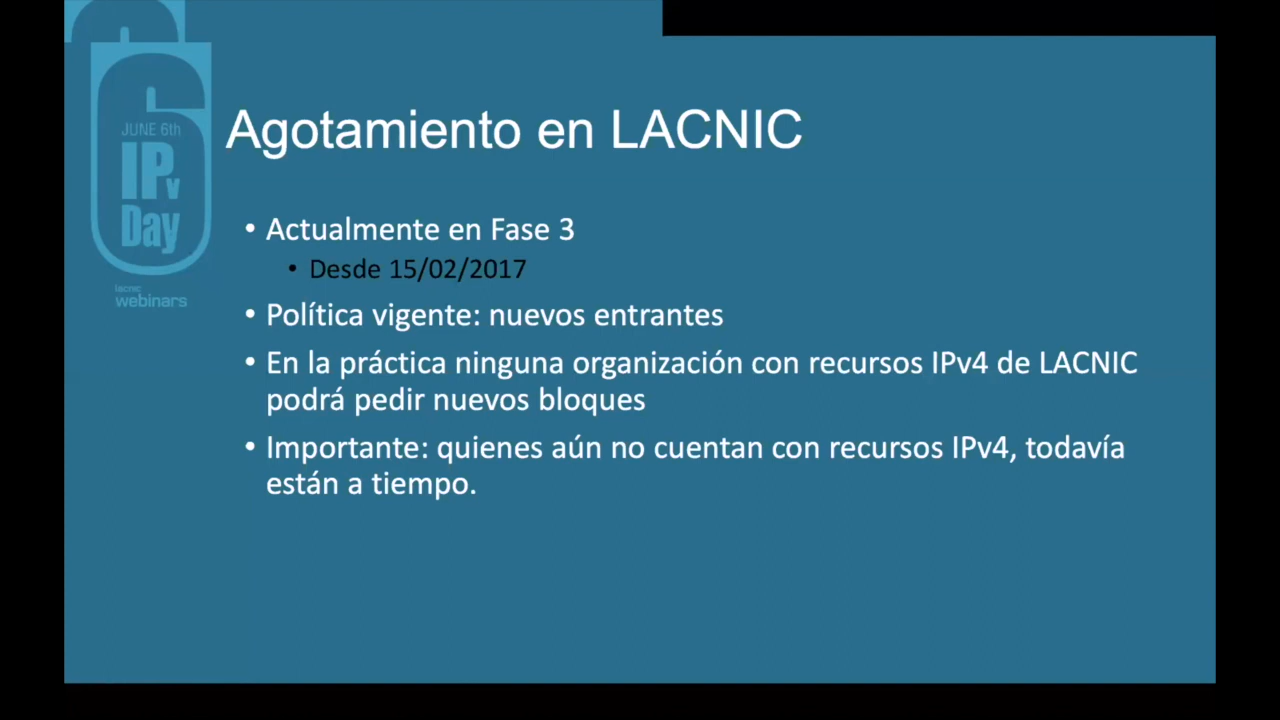 JUNE 6th
IPv
Day
lacnic
webinars
Agotamiento en LACNIC
• Actualmente en Fase 3
• Desde 15/02/2017
• Política vigente: nuevos entrantes
• En la práctica ninguna organización con recursos IPv4 de LACNIC
podrá pedir nuevos bloques
• Importante: quienes aún no cuentan con recursos IPv4, todavía
están a tiempo.